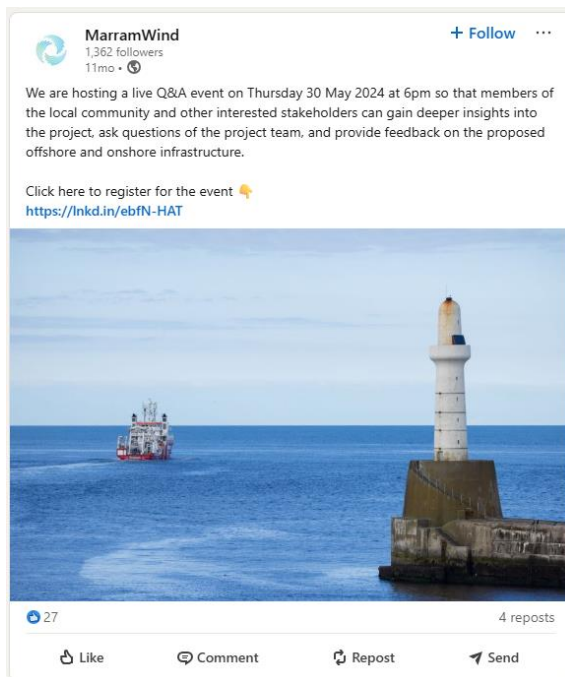 MarramWind
+ Follow ...
1,362 followers
11mo •
We are hosting a live Q&A event on Thursday 30 May 2024 at 6pm so that members of
the local community and other interested stakeholders can gain deeper insights into
the project, ask questions of the project team, and provide feedback on the proposed
offshore and onshore infrastructure.
Click here to register for the event 👇
https://lnkd.in/ebfN-HAT
27
4 reposts
Like Comment Repost Send